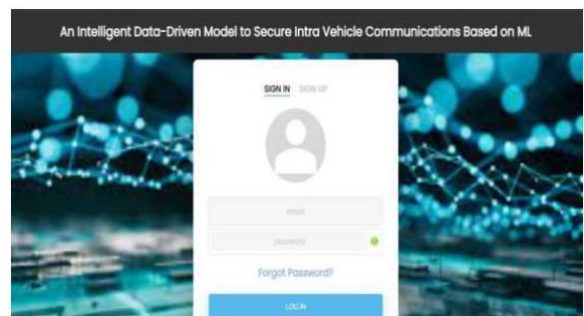 An Intelligent Data-Driven Model to Secure Intra Vehicle Communications Based on ML
SIGN IN SIGN UP
email
password
Forgot Password?
LOG IN